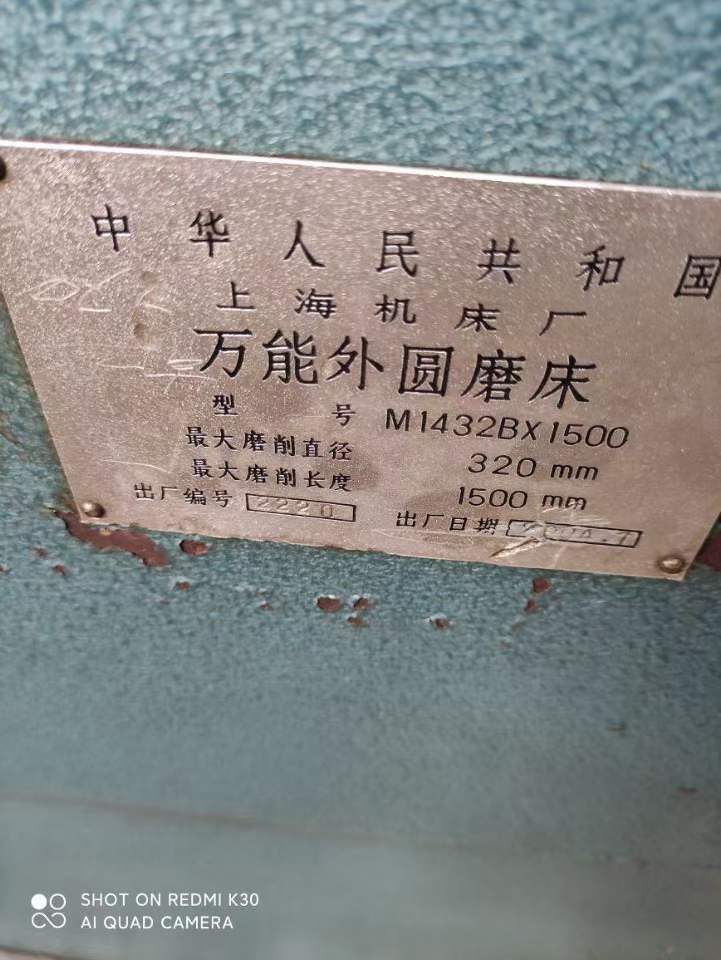 中华人民共和国
上海机床厂
万能外圆磨床
型 号 M1432BX1500
最大磨削直径 320 mm
最大磨削长度 1500 mm
出厂编号 2220 出厂日期
SHOT ON REDMI K30
AI QUAD CAMERA